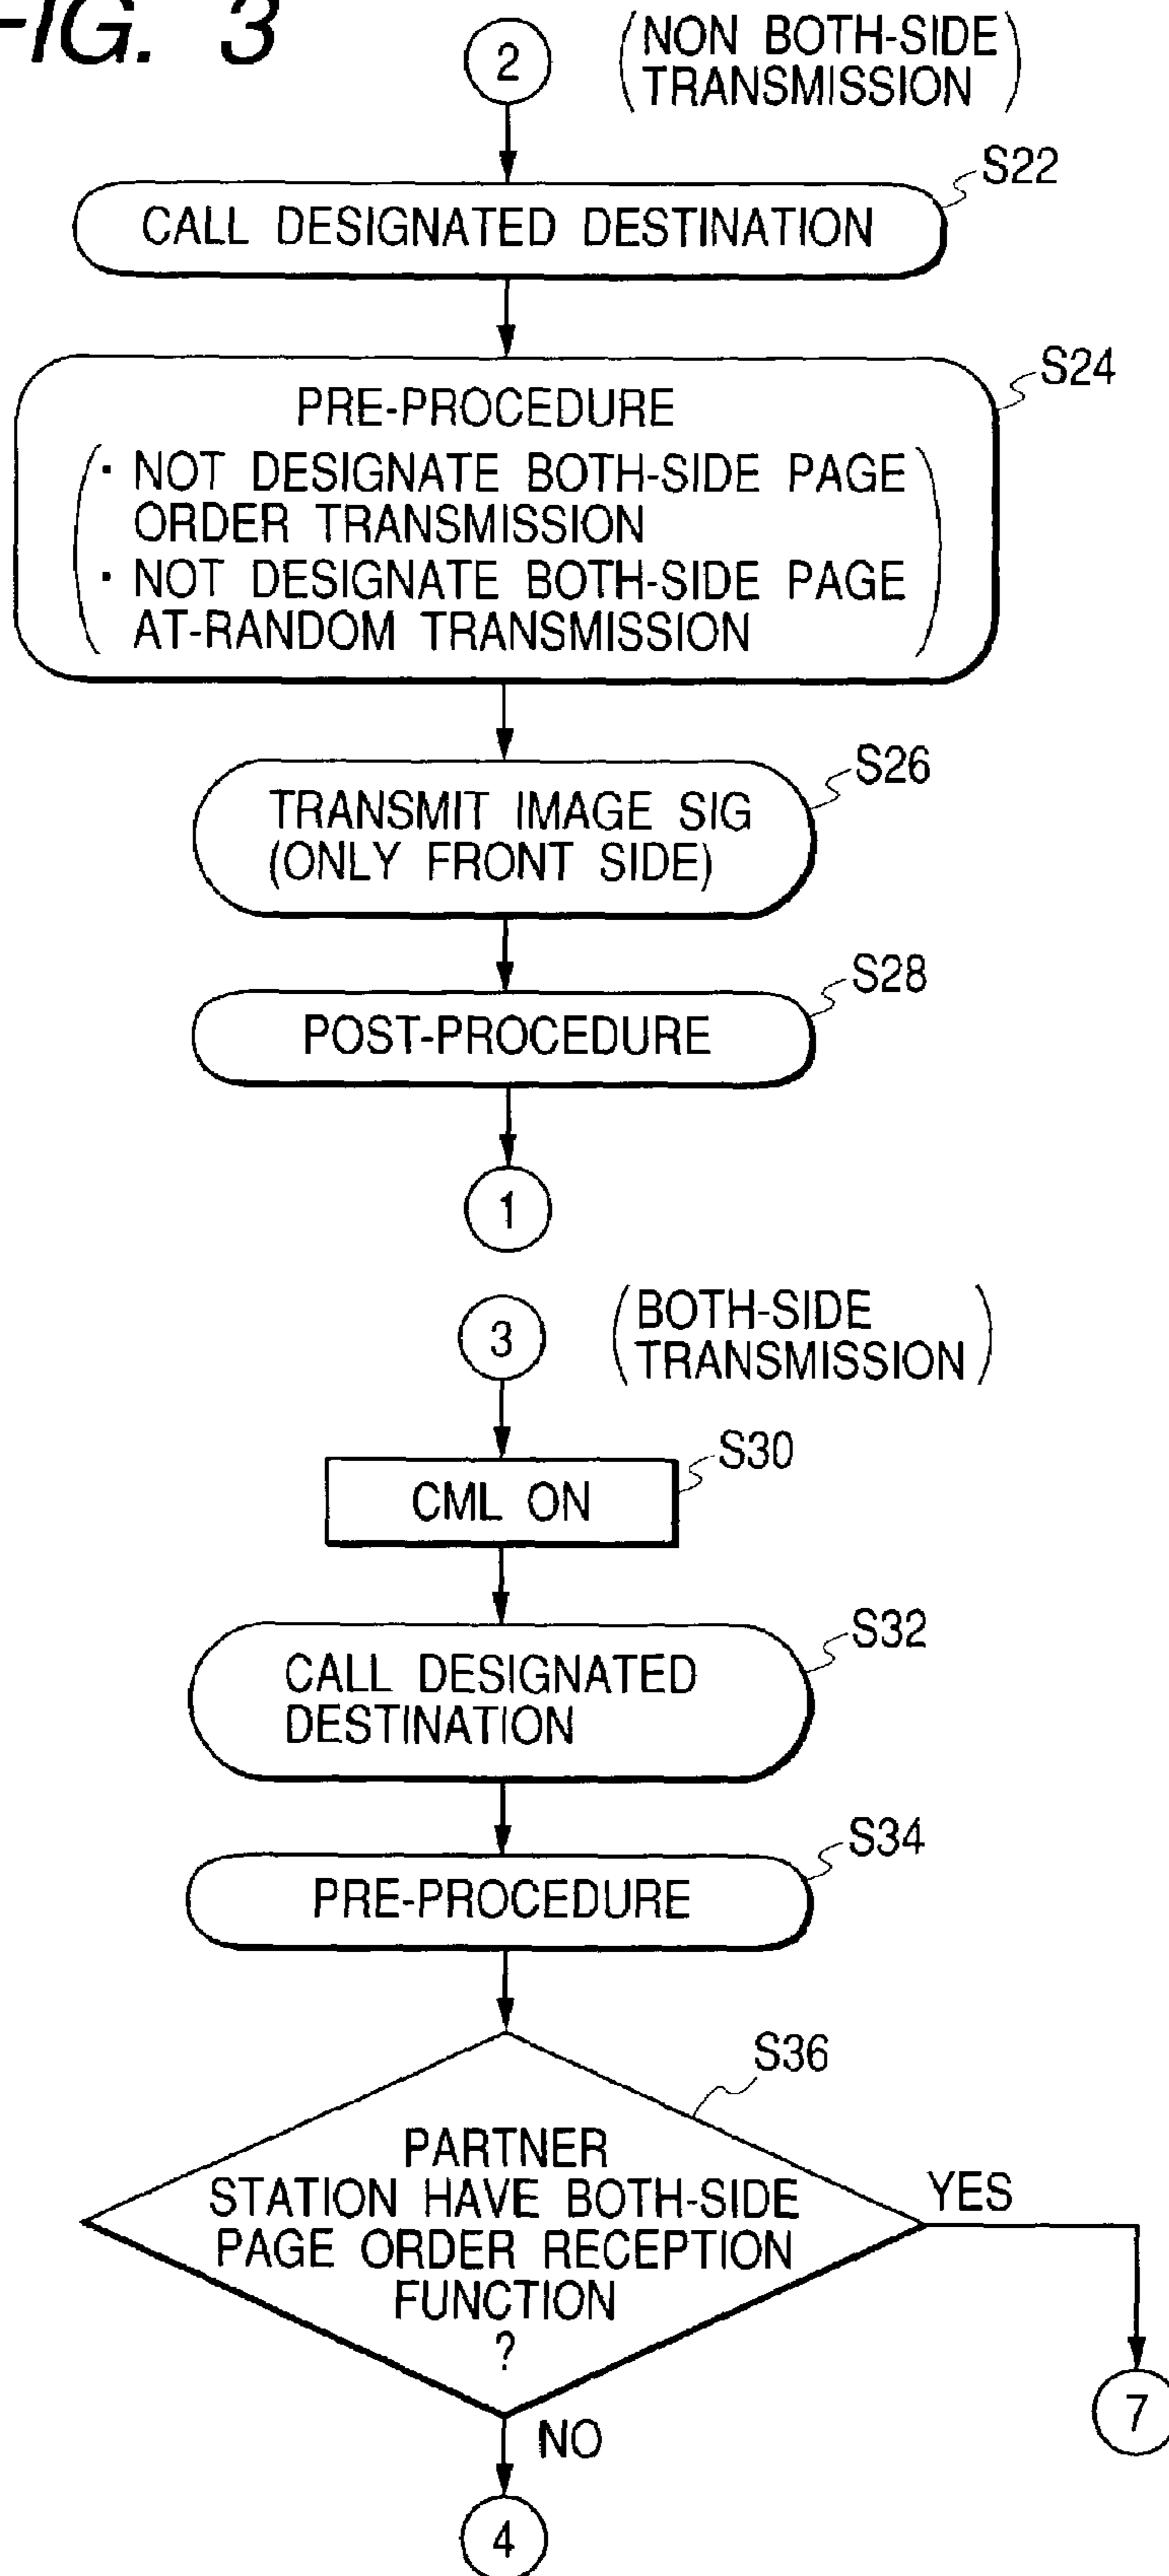 FIG. 3
2
(NON BOTH-SIDE
TRANSMISSION)
S22
CALL DESIGNATED DESTINATION
S24
PRE-PROCEDURE
(· NOT DESIGNATE BOTH-SIDE PAGE
ORDER TRANSMISSION
· NOT DESIGNATE BOTH-SIDE PAGE
AT-RANDOM TRANSMISSION)
S26
TRANSMIT IMAGE SIG
(ONLY FRONT SIDE)
S28
POST-PROCEDURE
1
3
(BOTH-SIDE
TRANSMISSION)
S30
CML ON
S32
CALL DESIGNATED
DESTINATION
S34
PRE-PROCEDURE
S36
PARTNER
STATION HAVE BOTH-SIDE
PAGE ORDER RECEPTION
FUNCTION
?
YES
7
NO
4